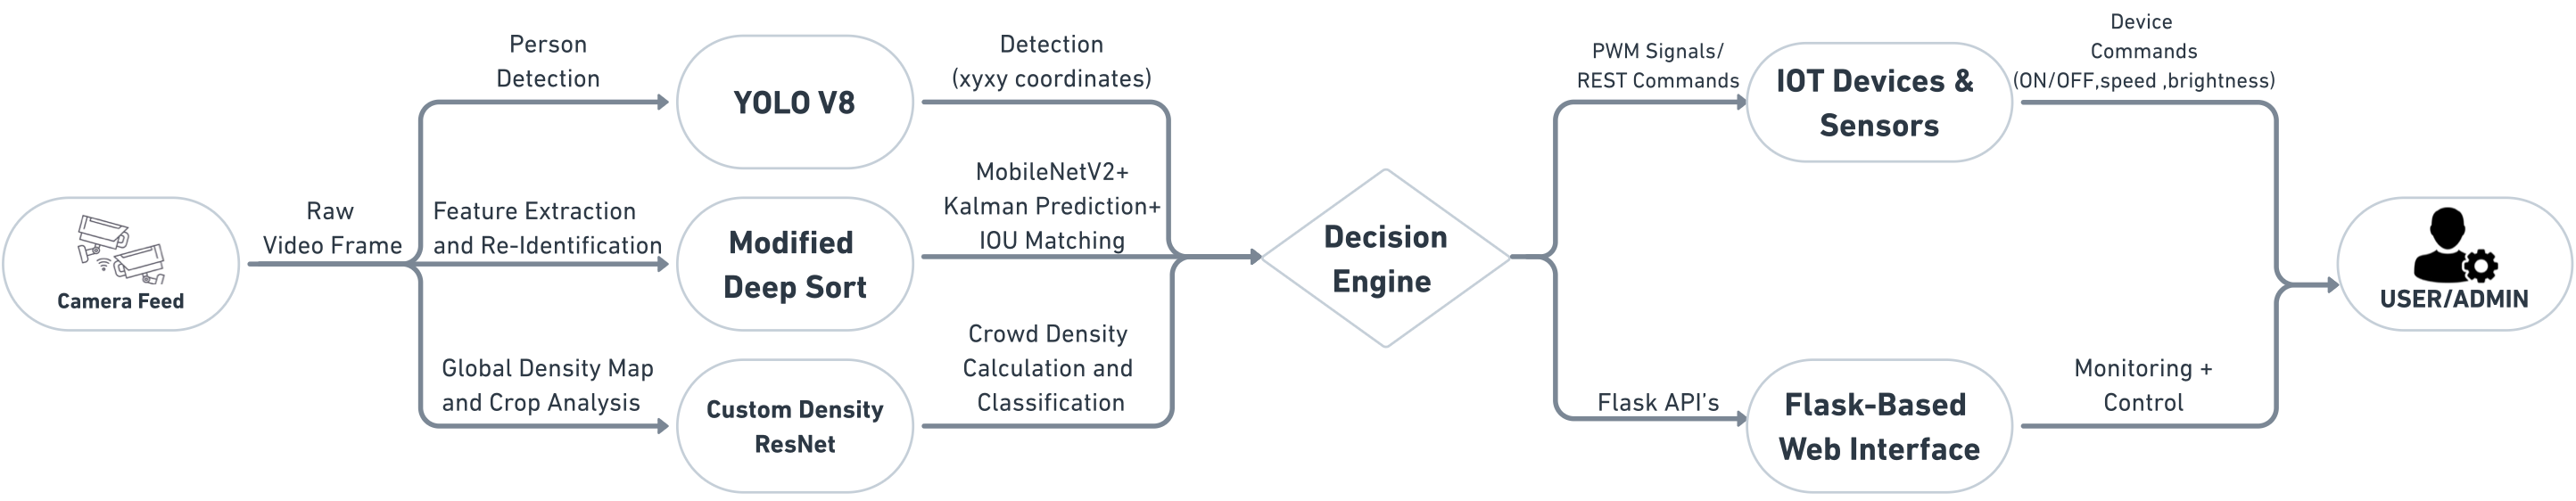 Camera Feed
Raw
Video Frame
Person
Detection
Feature Extraction
and Re-Identification
Global Density Map
and Crop Analysis
YOLO V8
Modified
Deep Sort
Custom Density
ResNet
Detection
(xyxy coordinates)
MobileNetV2+
Kalman Prediction+
IOU Matching
Crowd Density
Calculation and
Classification
Decision
Engine
PWM Signals/
REST Commands
Flask API's
IOT Devices &
Sensors
Flask-Based
Web Interface
Device
Commands
(ON/OFF,speed ,brightness)
Monitoring +
Control
USER/ADMIN